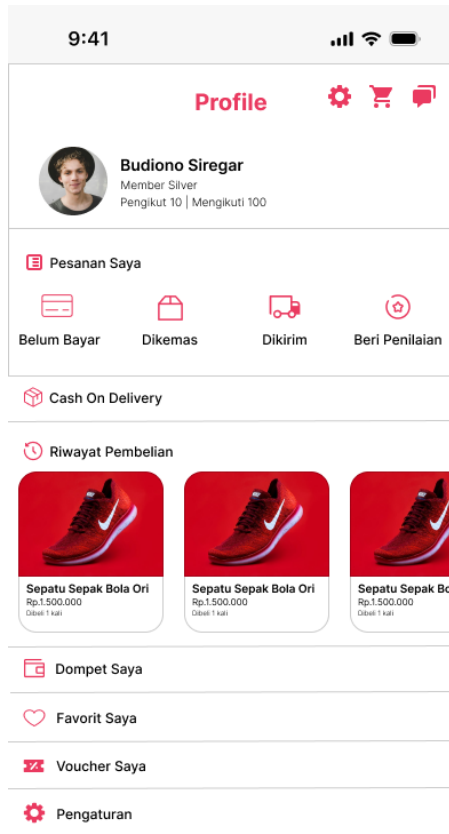 9:41
Profile
Budiono Siregar
Member Silver
Pengikut 10 | Mengikuti 100
Pesanan Saya
Belum Bayar Dikemas Dikirim Beri Penilaian
Cash On Delivery
Riwayat Pembelian
Sepatu Sepak Bola Ori Sepatu Sepak Bola Ori Sepatu Sepak Bo
Rp.1.500.000 Rp.1.500.000 Rp.1.500.000
Dibeli 1 kali Dibeli 1 kali Dibeli 1 kali
Dompet Saya
Favorit Saya
Voucher Saya
Pengaturan